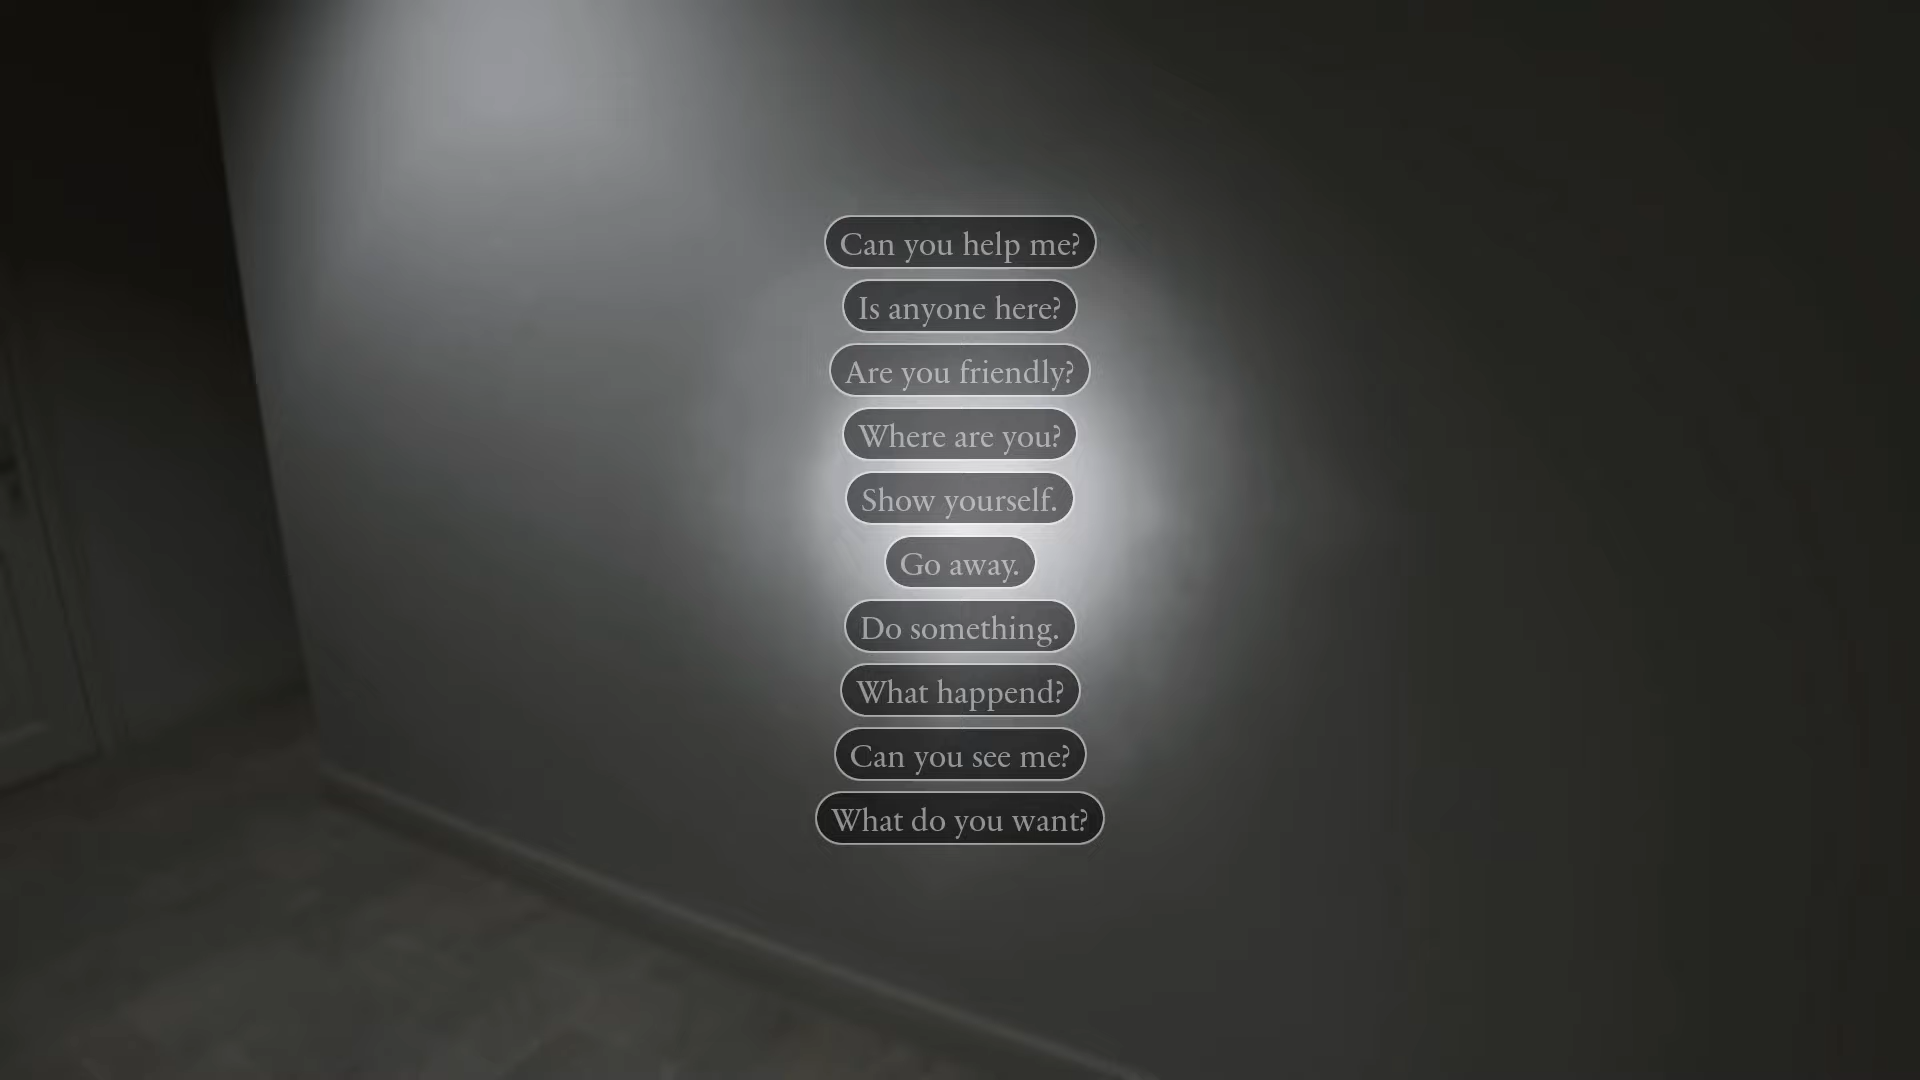 Can you help me?
Is anyone here?
Are you friendly?
Where are you?
Show yourself.
Go away.
Do something.
What happend?
Can you see me?
What do you want?